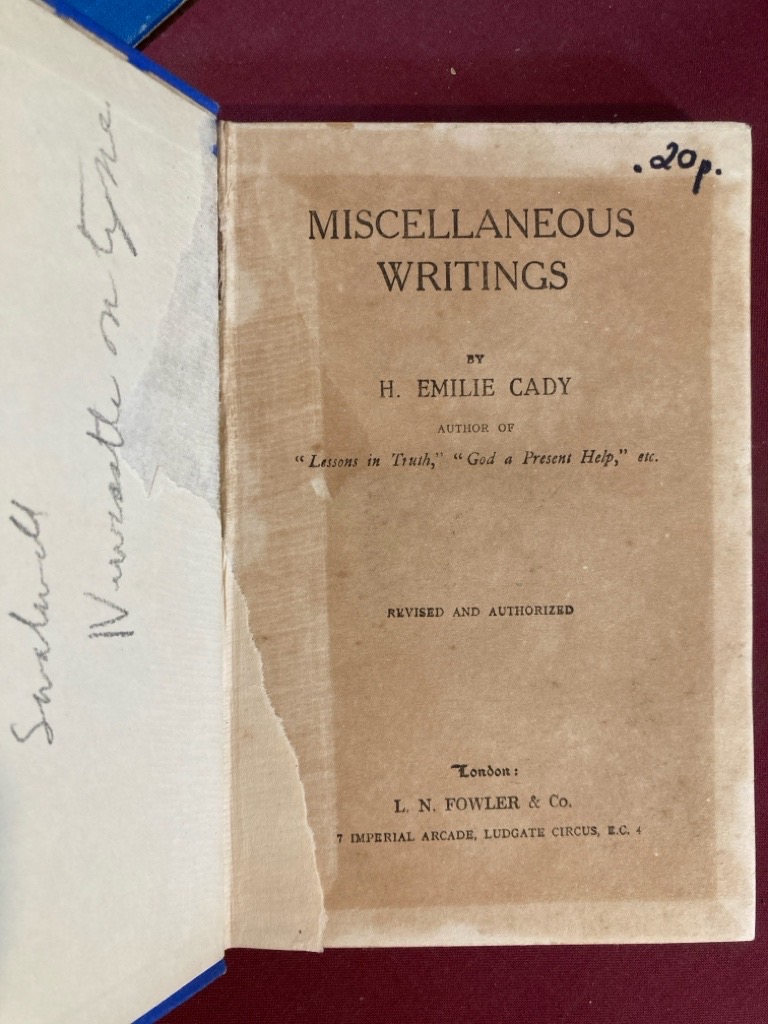 Swalwell
Newcastle on Tyne
.20p.
MISCELLANEOUS
WRITINGS
BY
H. EMILIE CADY
AUTHOR OF
“Lessons in Truth,” “God a Present Help,” etc.
REVISED AND AUTHORIZED
London:
L. N. FOWLER & Co.
7 IMPERIAL ARCADE, LUDGATE CIRCUS, E.C. 4